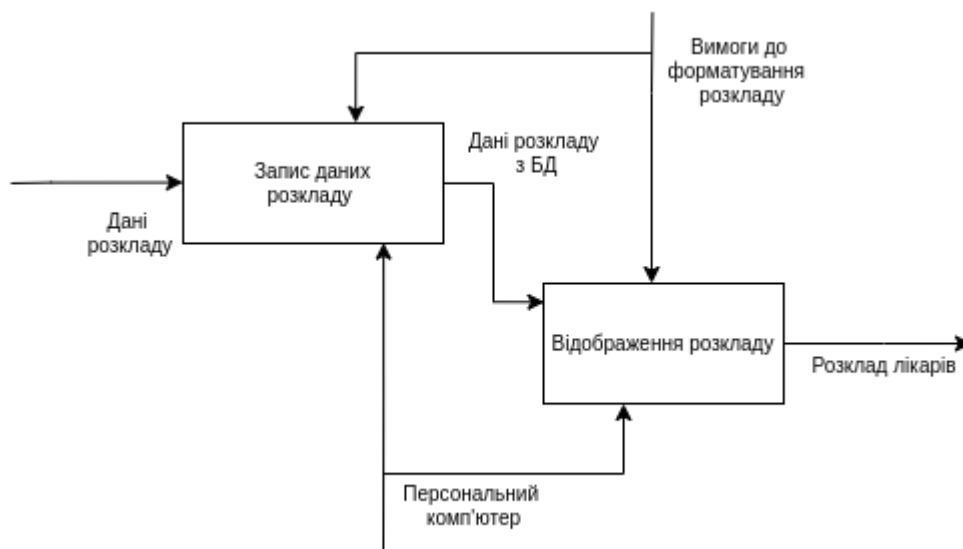 Вимоги до
форматування
розкладу
Дані розкладу
з БД
Запис даних
розкладу
Дані
розкладу
Відображення розкладу
Розклад лікарів
Персональний
комп'ютер